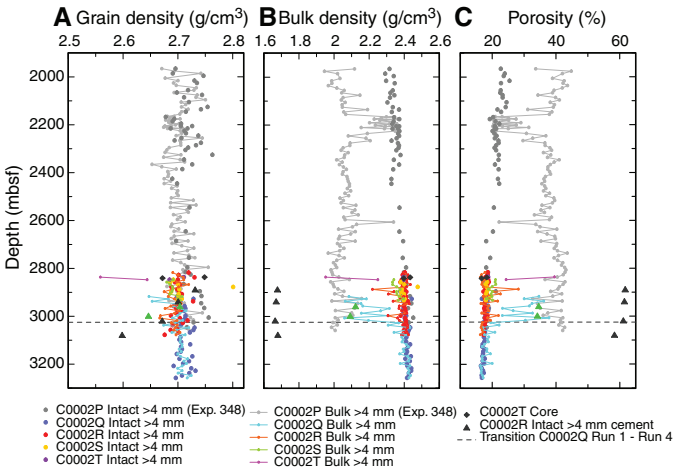 A Grain density (g/cm³) B Bulk density (g/cm³) C Porosity (%)
2.5 2.6 2.7 2.8 1.6 1.8 2.0 2.2 2.4 2.6 20 40 60
Depth (mbsf)
2000
2200
2400
2600
2800
3000
3200
C0002P Intact >4 mm (Exp. 348)
C0002Q Intact >4 mm
C0002R Intact >4 mm
C0002S Intact >4 mm
C0002T Intact >4 mm
C0002P Bulk >4 mm (Exp. 348)
C0002Q Bulk >4 mm
C0002R Bulk >4 mm
C0002S Bulk >4 mm
C0002T Bulk >4 mm
C0002T Core
C0002R Intact >4 mm cement
Transition C0002Q Run 1 - Run 4